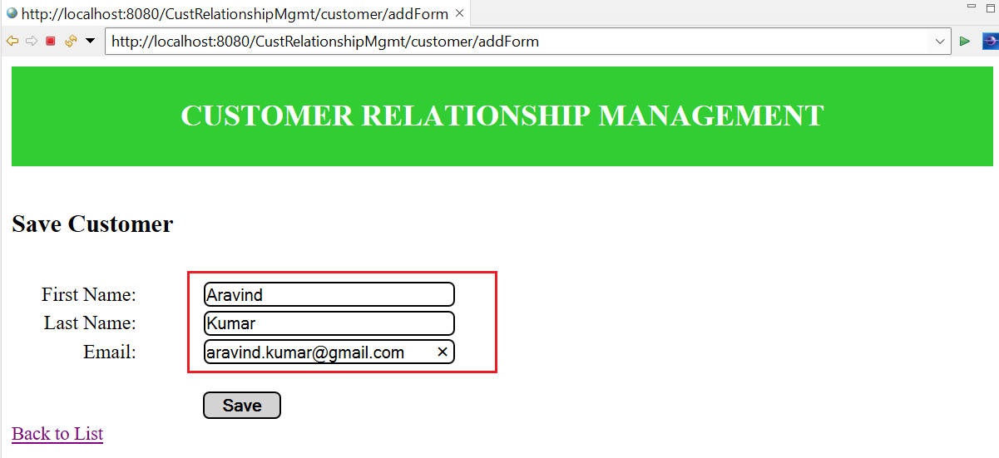 http://localhost:8080/CustRelationshipMgmt/customer/addForm
http://localhost:8080/CustRelationshipMgmt/customer/addForm
CUSTOMER RELATIONSHIP MANAGEMENT
Save Customer
First Name: Aravind
Last Name: Kumar
Email: aravind.kumar@gmail.com
Save
Back to List